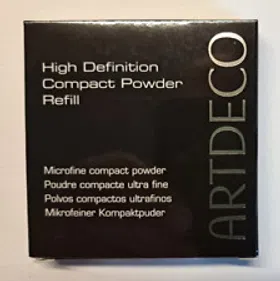 High Definition
Compact Powder
Refill
Microfine compact powder
Poudre compacte ultra fine
Polvos compactos ultrafinos
Mikrofeiner Kompaktpuder
ARTDECO